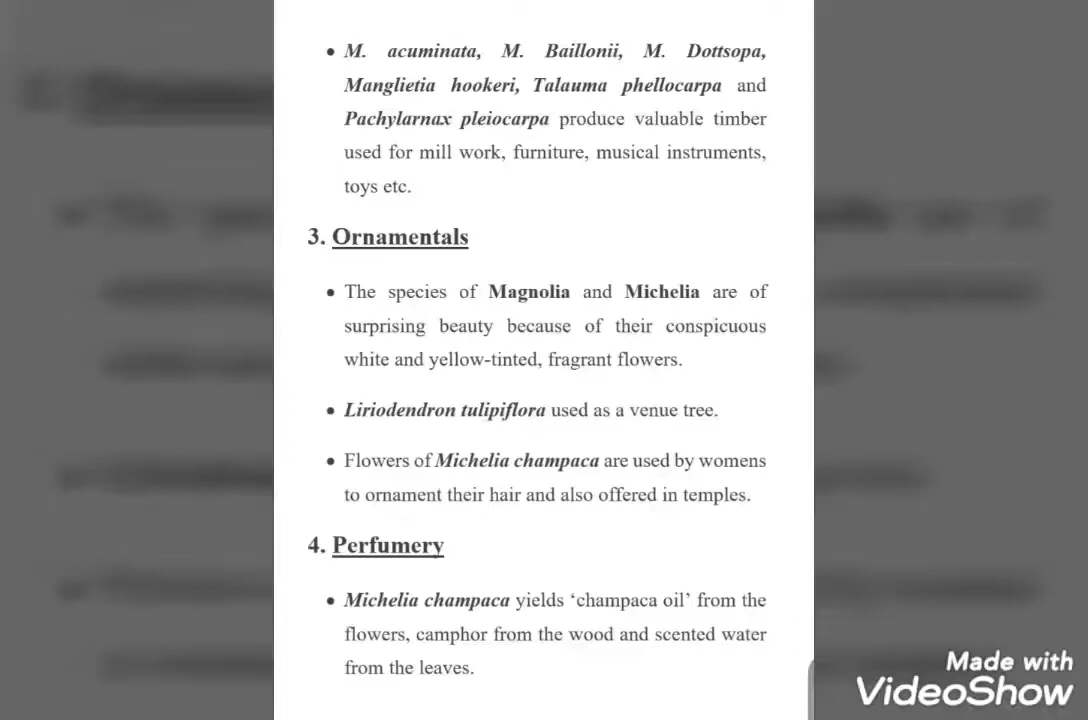 • M. acuminata, M. Baillonii, M. Dottsopa,
Manglietia hookeri, Talauma phellocarpa and
Pachylarnax pleiocarpa produce valuable timber
used for mill work, furniture, musical instruments,
toys etc.
3. Ornamentals
• The species of Magnolia and Michelia are of
surprising beauty because of their conspicuous
white and yellow-tinted, fragrant flowers.
• Liriodendron tulipiflora used as a venue tree.
• Flowers of Michelia champaca are used by womens
to ornament their hair and also offered in temples.
4. Perfumery
• Michelia champaca yields ‘champaca oil’ from the
flowers, camphor from the wood and scented water
from the leaves.
Made with
VideoShow